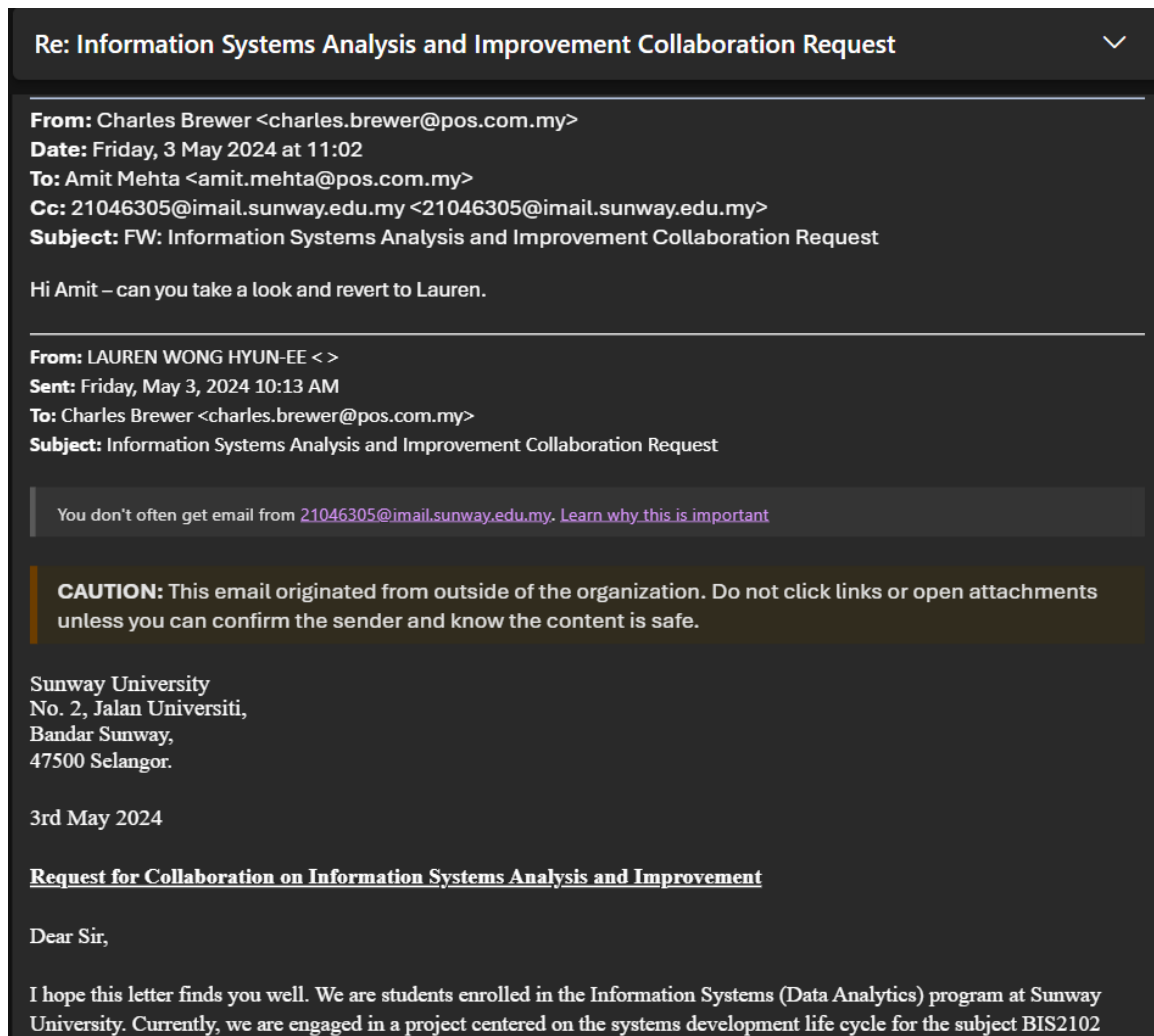 Re: Information Systems Analysis and Improvement Collaboration Request
From: Charles Brewer <charles.brewer@pos.com.my>
Date: Friday, 3 May 2024 at 11:02
To: Amit Mehta <amit.mehta@pos.com.my>
Cc: 21046305@imail.sunway.edu.my <21046305@imail.sunway.edu.my>
Subject: FW: Information Systems Analysis and Improvement Collaboration Request
Hi Amit – can you take a look and revert to Lauren.
From: LAUREN WONG HYUN-EE < >
Sent: Friday, May 3, 2024 10:13 AM
To: Charles Brewer <charles.brewer@pos.com.my>
Subject: Information Systems Analysis and Improvement Collaboration Request
You don't often get email from 21046305@imail.sunway.edu.my. Learn why this is important
CAUTION: This email originated from outside of the organization. Do not click links or open attachments
unless you can confirm the sender and know the content is safe.
Sunway University
No. 2, Jalan Universiti,
Bandar Sunway,
47500 Selangor.
3rd May 2024
Request for Collaboration on Information Systems Analysis and Improvement
Dear Sir,
I hope this letter finds you well. We are students enrolled in the Information Systems (Data Analytics) program at Sunway
University. Currently, we are engaged in a project centered on the systems development life cycle for the subject BIS2102